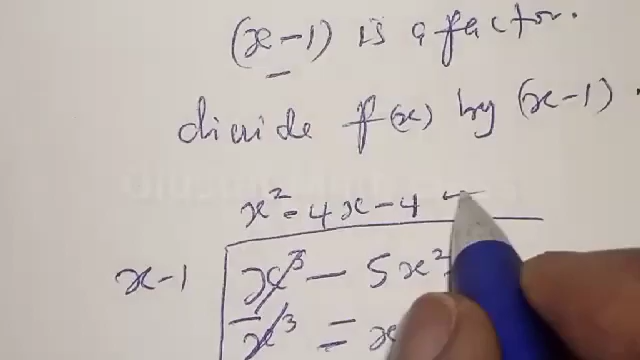 (x-1) is a factor.
divide f(x) by (x-1).
x² - 4x - 4
x-1
x³ - 5x²
- x³ = x